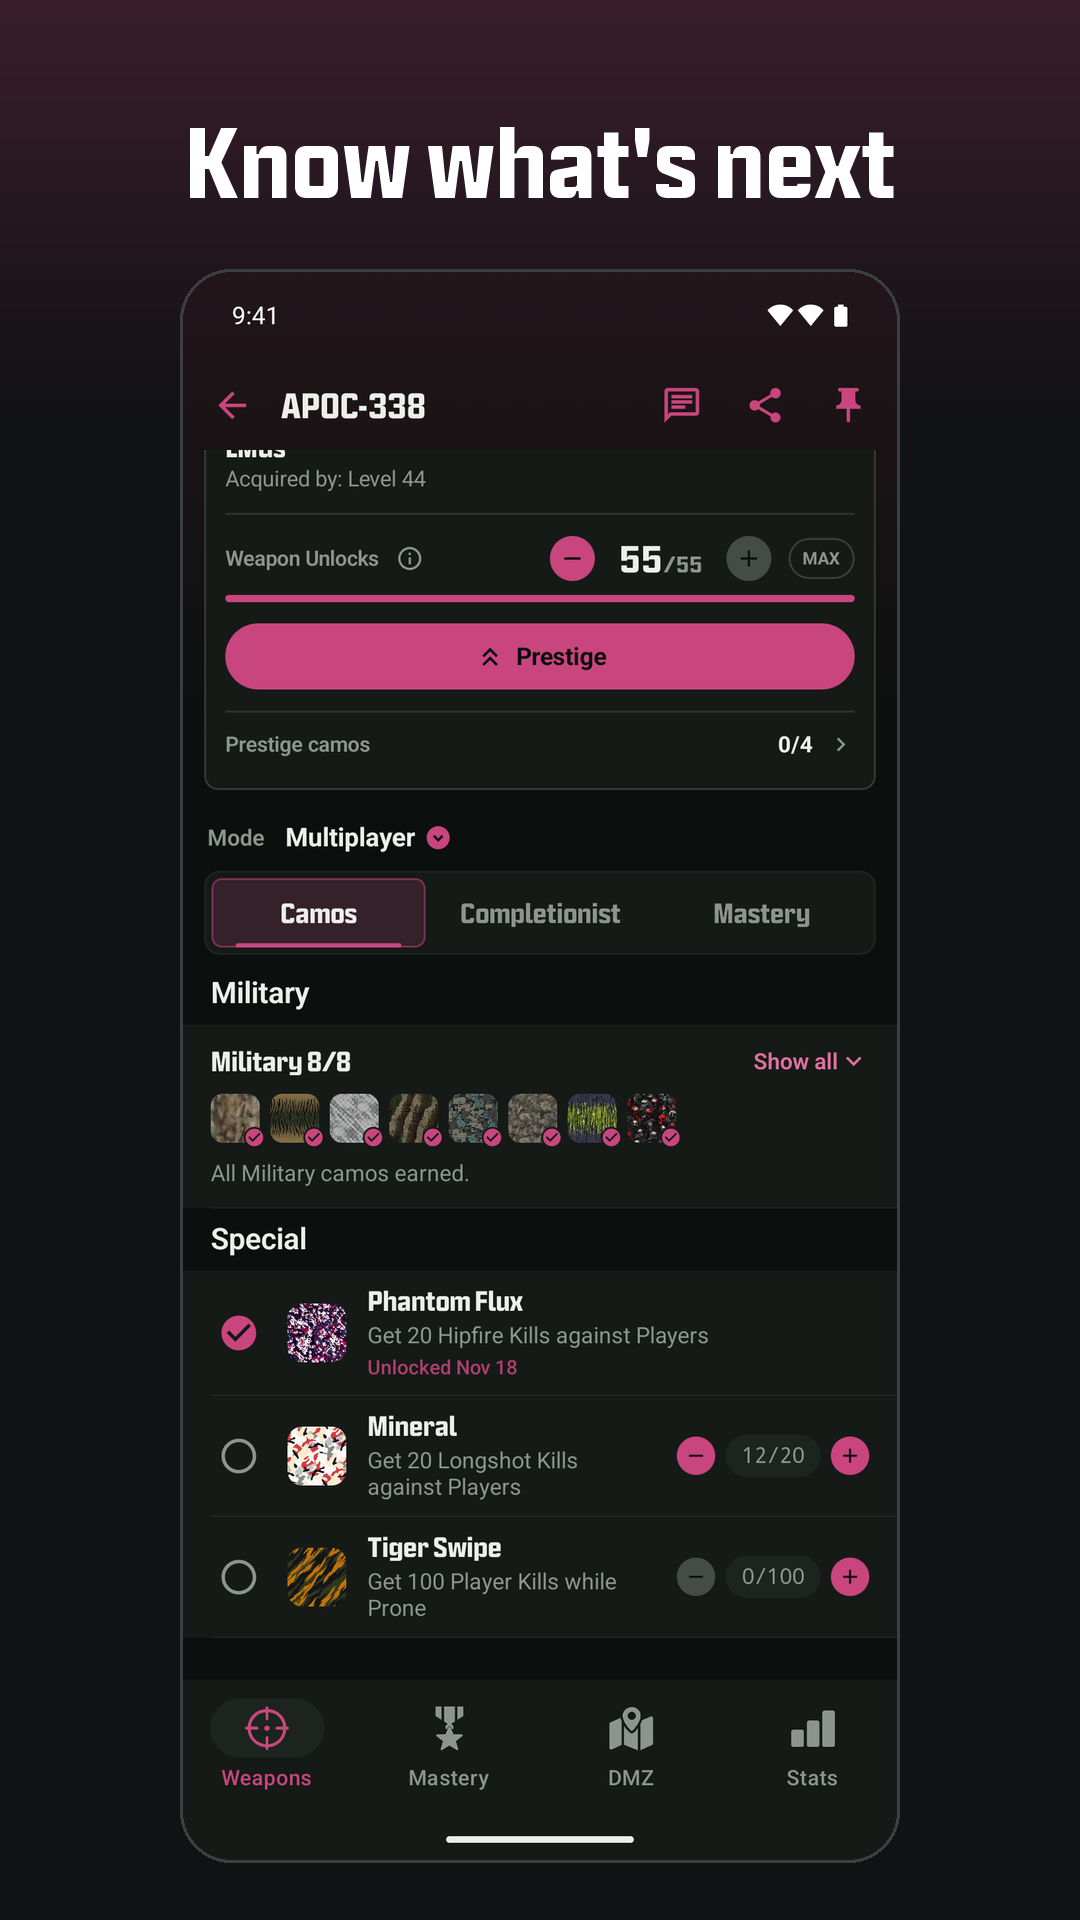 Know what's next
9:41
APOC-338
LMGs
Acquired by: Level 44
Weapon Unlocks
55/55
MAX
Prestige
Prestige camos
0/4
Mode Multiplayer
Camos
Completionist
Mastery
Military
Military 8/8
Show all
All Military camos earned.
Special
Phantom Flux
Get 20 Hipfire Kills against Players
Unlocked Nov 18
Mineral
Get 20 Longshot Kills
against Players
12/20
Tiger Swipe
Get 100 Player Kills while
Prone
0/100
Weapons
Mastery
DMZ
Stats